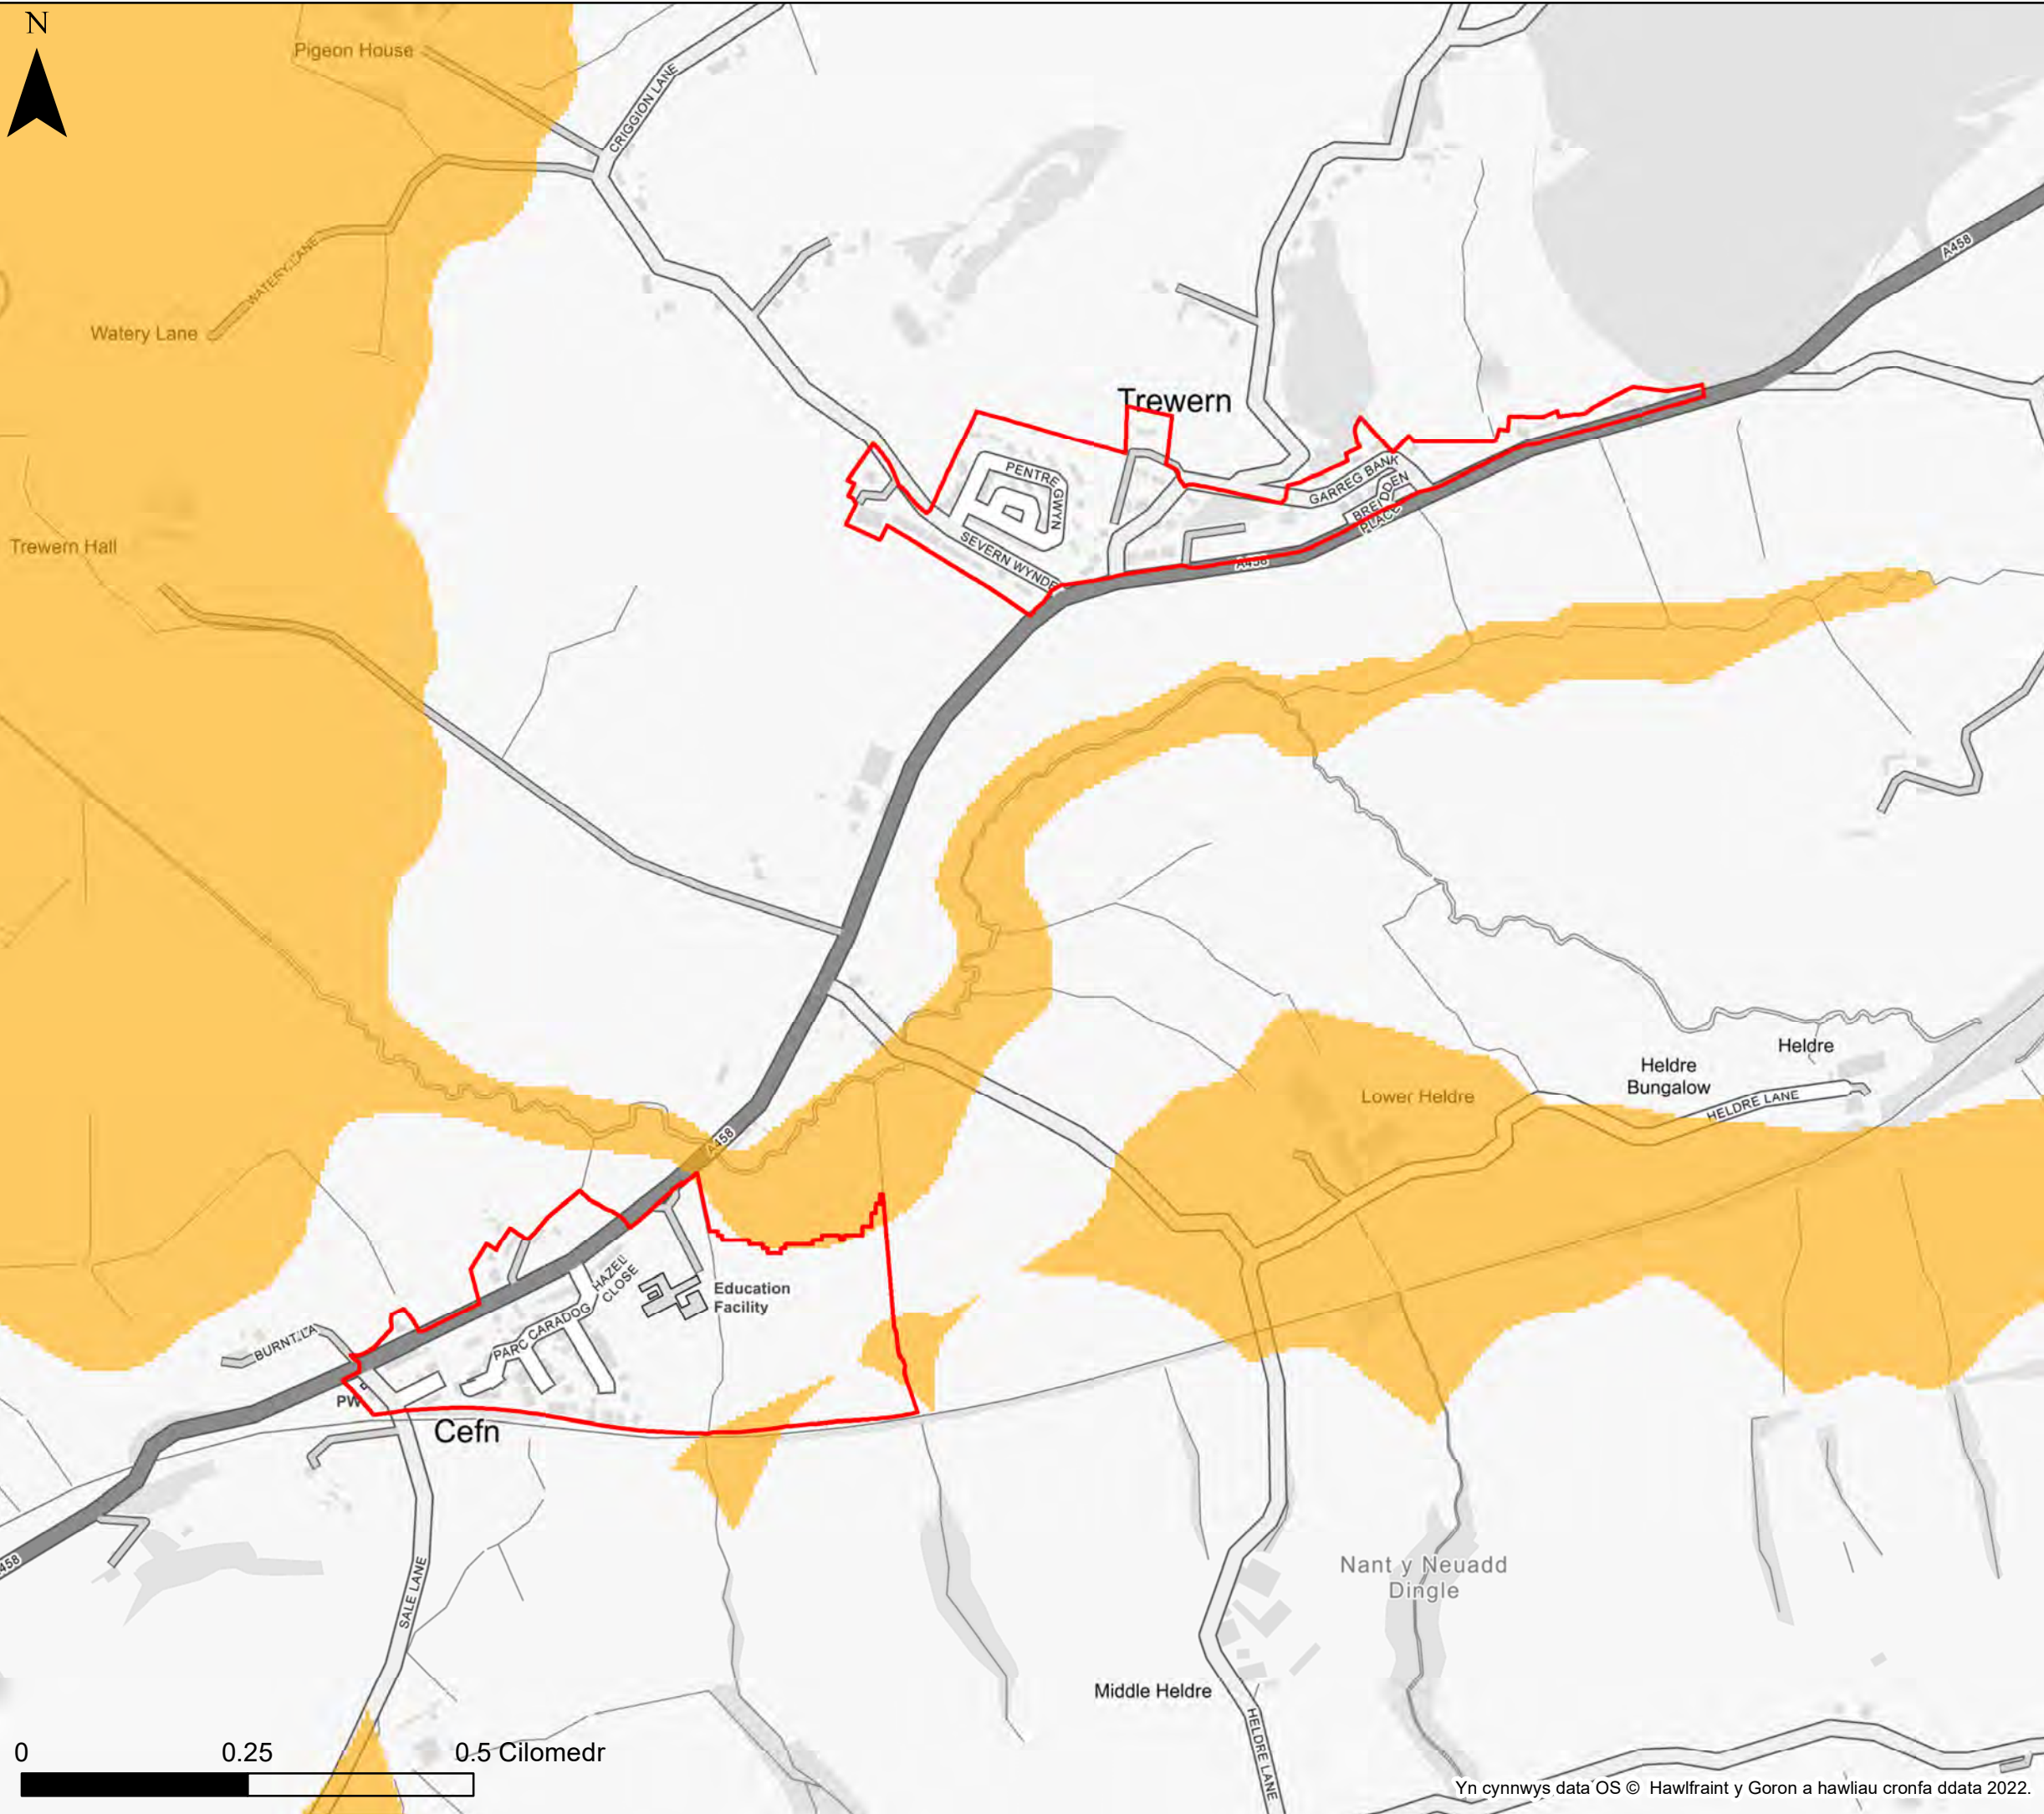 N
Pigeon House
CRIGGION LANE
A458
WATERY LANE
Watery Lane
Trewern
PENTRE
GWYN
GARREG BANK
BREIDDEN
PLACE
Trewern Hall
SEVERN WYNDE
A458
Heldre
Heldre
Bungalow
Lower Heldre
HELDRE LANE
A458
HAZEL
CLOSE
Education
Facility
PARC CARADOG
BURNT LA
PW
Cefn
458
SALE LANE
Nant y Neuadd
Dingle
Middle Heldre
HELDRE LANE
0 0.25 0.5 Cilomedr
Yn cynnwys data OS © Hawlfraint y Goron a hawliau cronfa ddata 2022.